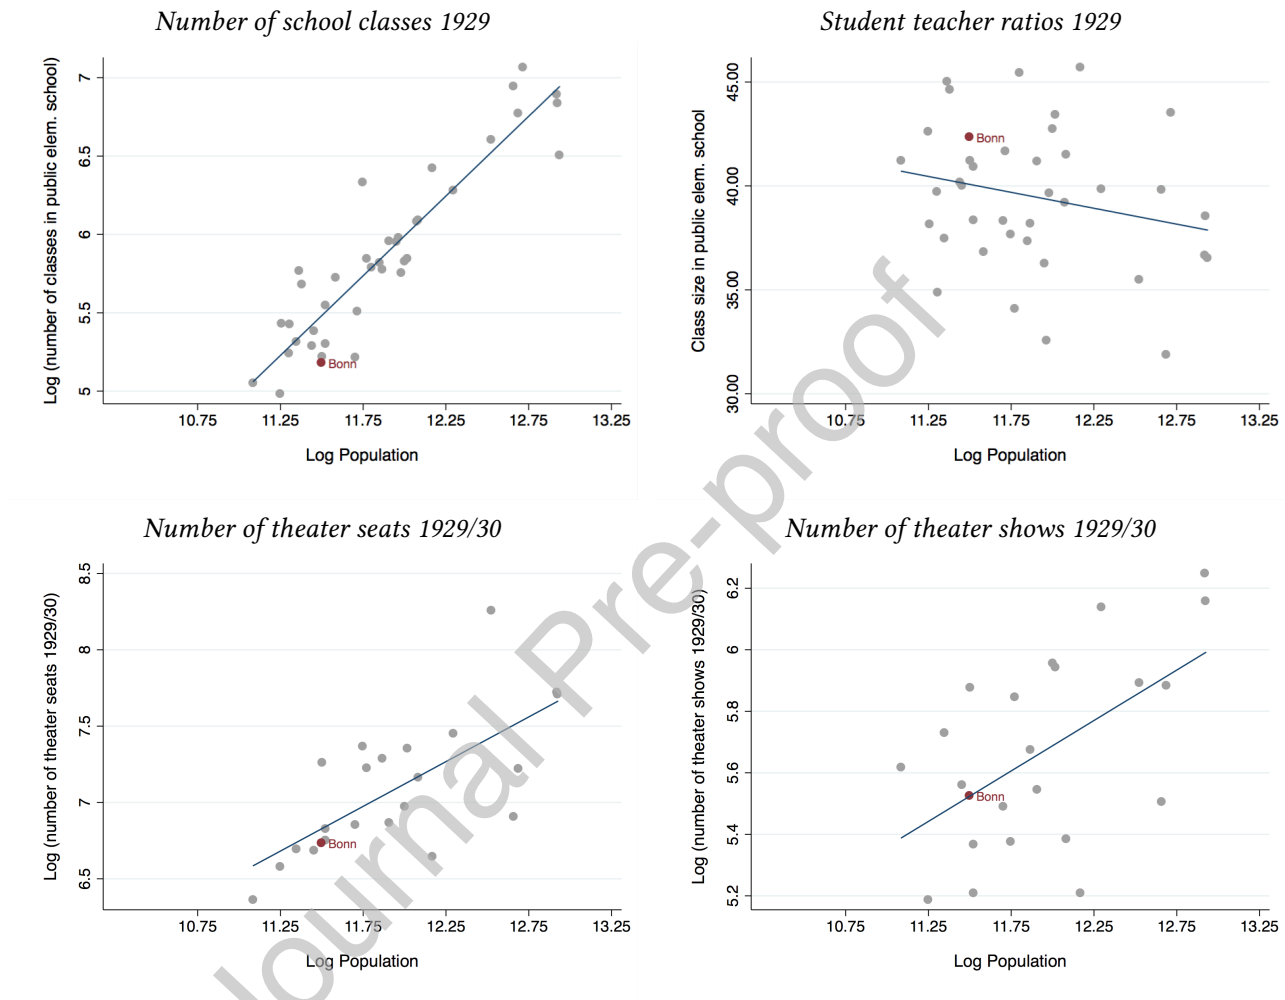 Number of school classes 1929
Log (number of classes in public elem. school)
7
6.5
6
5.5
5
Bonn
10.75 11.25 11.75 12.25 12.75 13.25
Log Population
Student teacher ratios 1929
Class size in public elem. school
45.00
40.00
35.00
30.00
Bonn
10.75 11.25 11.75 12.25 12.75 13.25
Log Population
Number of theater seats 1929/30
Log (number of theater seats 1929/30)
8.5
8
7.5
7
6.5
Bonn
10.75 11.25 11.75 12.25 12.75 13.25
Log Population
Number of theater shows 1929/30
Log (number of theater shows 1929/30)
6.2
6
5.8
5.6
5.4
5.2
Bonn
10.75 11.25 11.75 12.25 12.75 13.25
Log Population
Journal Pre-proof